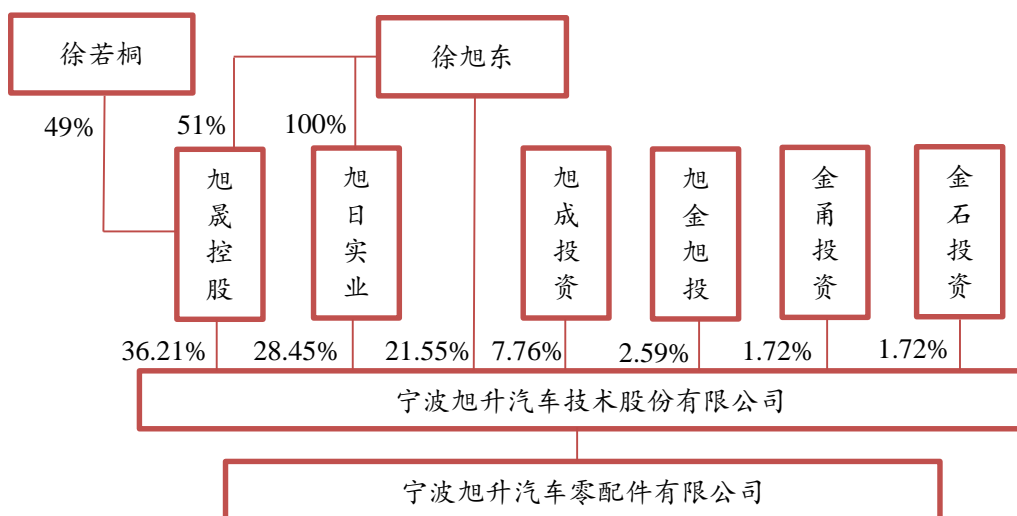 徐若桐
徐旭东
49%
51%
100%
旭晟控股
旭日实业
旭成投资
旭金旭投
金甬投资
金石投资
36.21%
28.45%
21.55%
7.76%
2.59%
1.72%
1.72%
宁波旭升汽车技术股份有限公司
宁波旭升汽车零配件有限公司